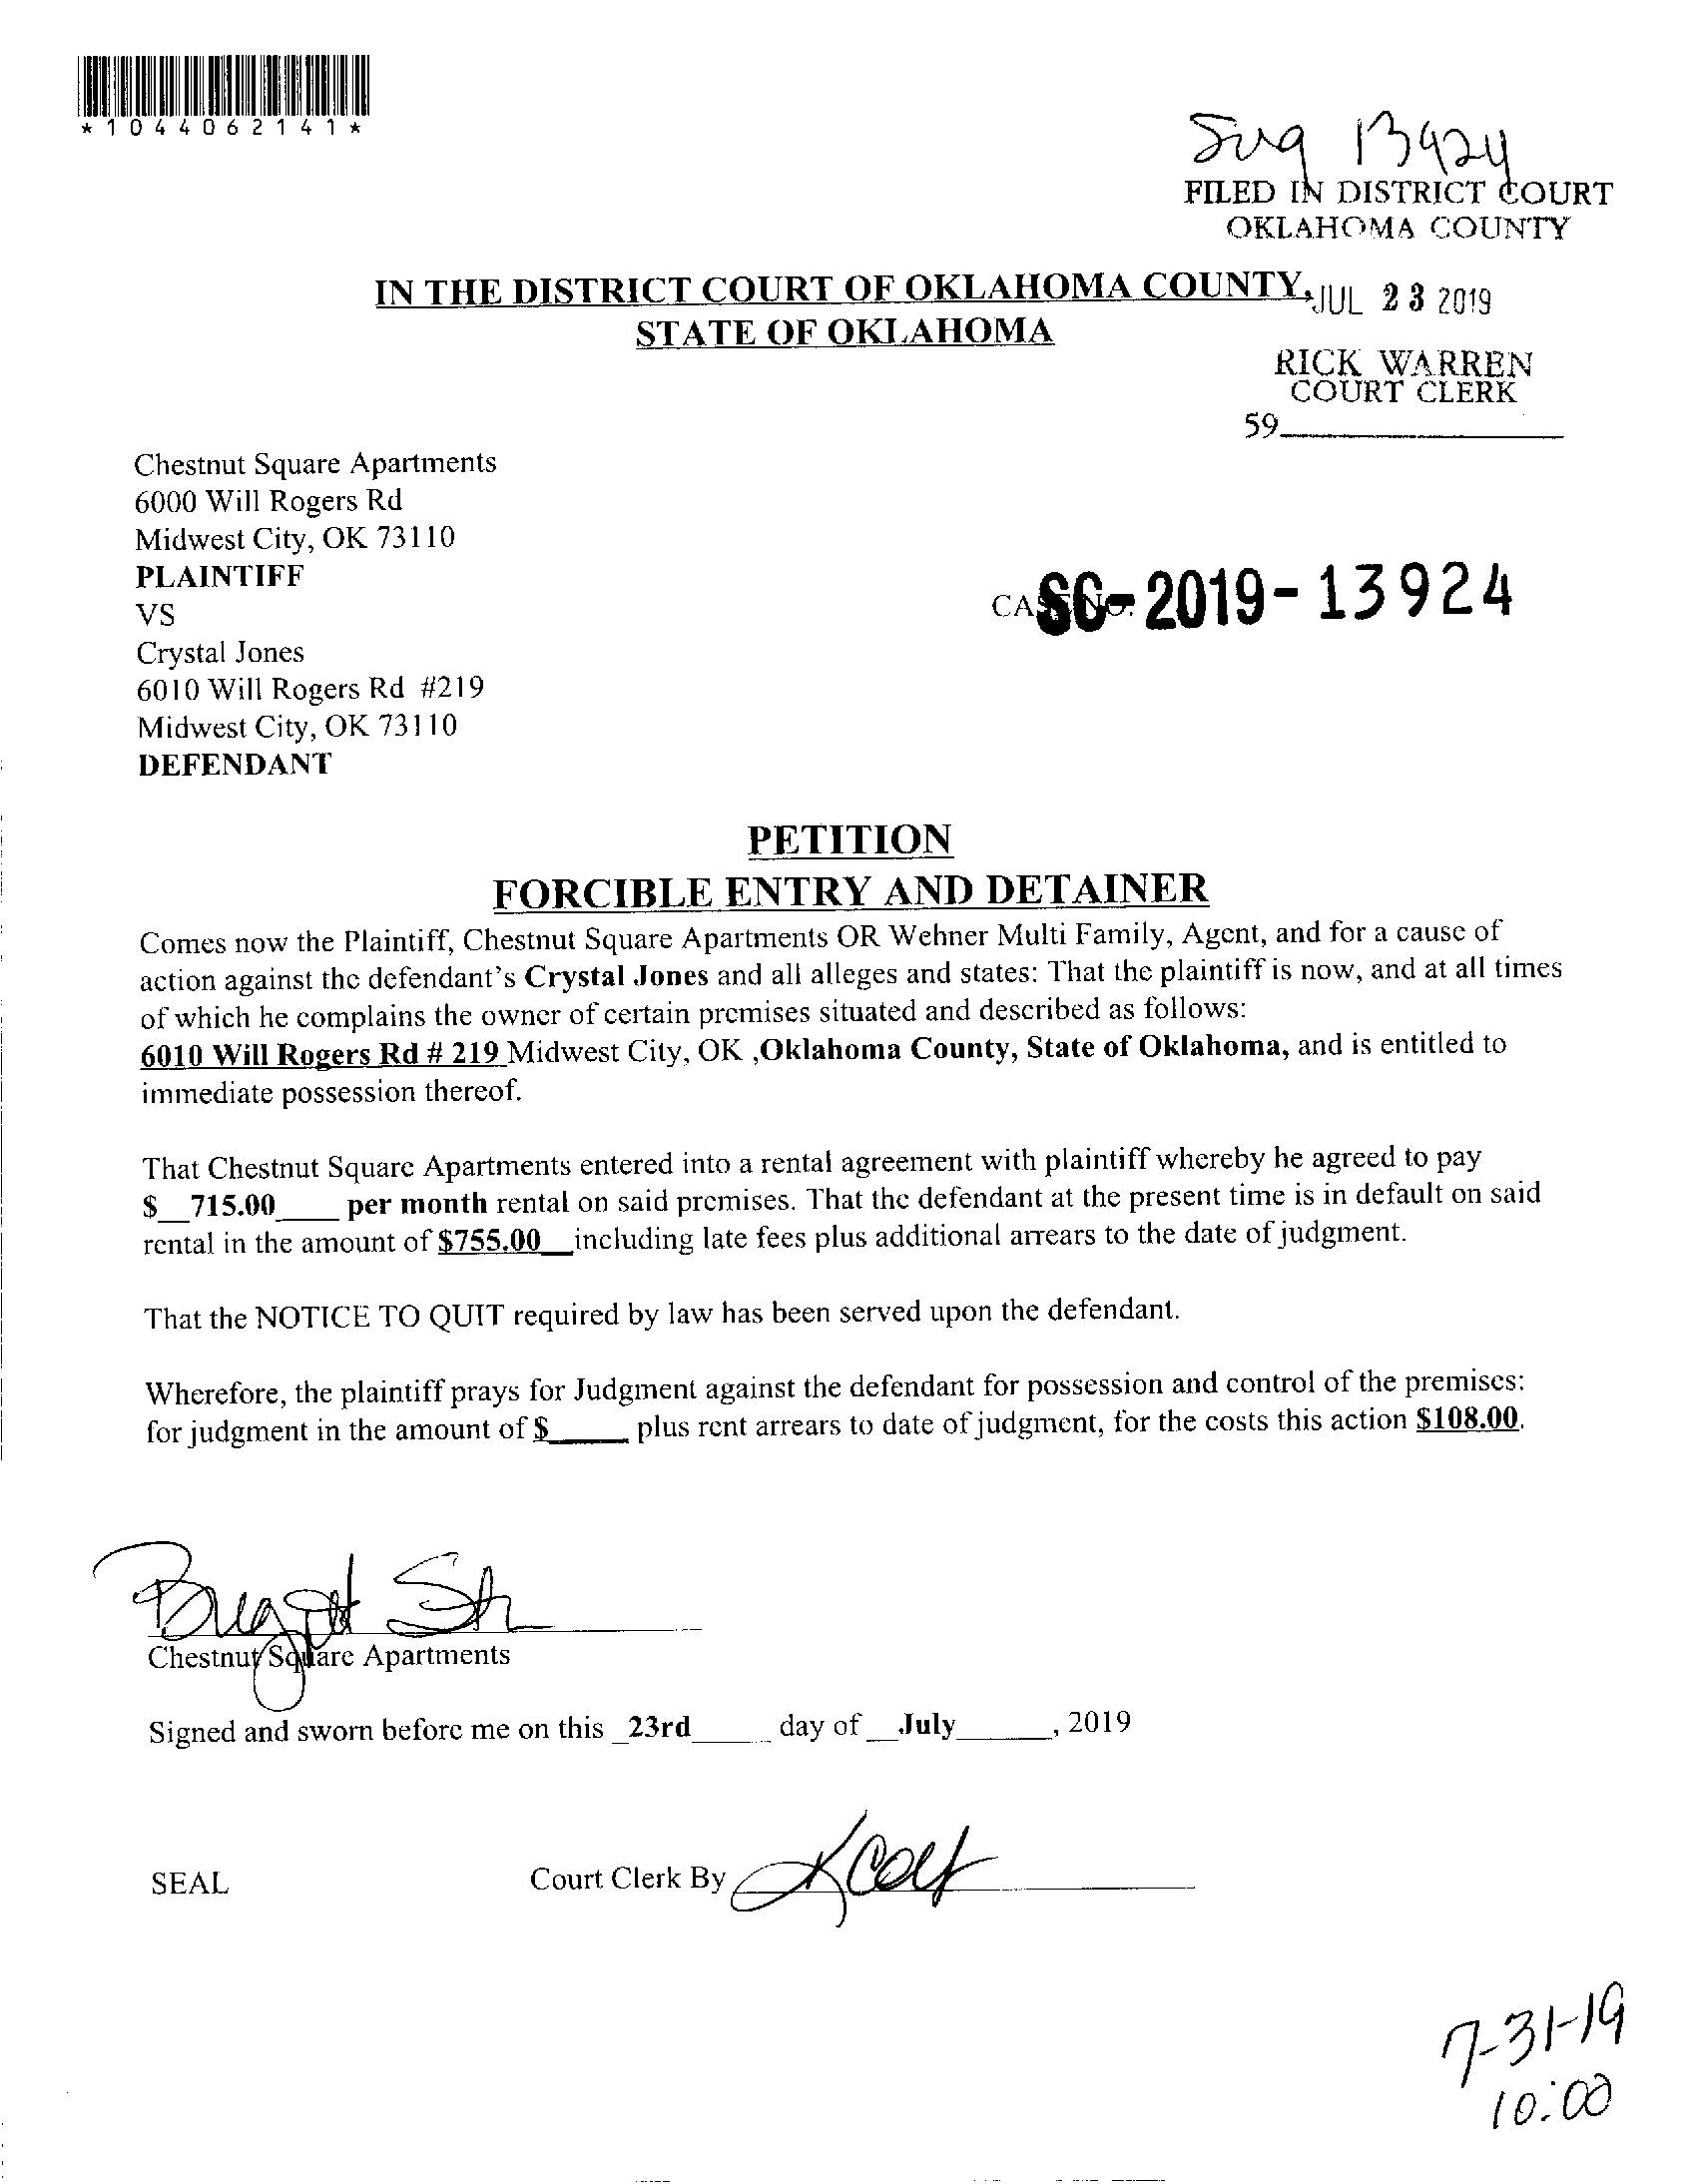 *1044062141*
13924
FILED IN DISTRICT COURT
OKLAHOMA COUNTY
IN THE DISTRICT COURT OF OKLAHOMA COUNTY, JUL 23 2019
STATE OF OKLAHOMA
RICK WARREN
COURT CLERK
59
Chestnut Square Apartments
6000 Will Rogers Rd
Midwest City, OK 73110
PLAINTIFF
VS
CASE NO. SC-2019-13924
Crystal Jones
6010 Will Rogers Rd #219
Midwest City, OK 73110
DEFENDANT
PETITION
FORCIBLE ENTRY AND DETAINER
Comes now the Plaintiff, Chestnut Square Apartments OR Wehner Multi Family, Agent, and for a cause of
action against the defendant's Crystal Jones and all alleges and states: That the plaintiff is now, and at all times
of which he complains the owner of certain premises situated and described as follows:
6010 Will Rogers Rd # 219 Midwest City, OK ,Oklahoma County, State of Oklahoma, and is entitled to
immediate possession thereof.
That Chestnut Square Apartments entered into a rental agreement with plaintiff whereby he agreed to pay
$__715.00____ per month rental on said premises. That the defendant at the present time is in default on said
rental in the amount of $755.00__including late fees plus additional arrears to the date of judgment.
That the NOTICE TO QUIT required by law has been served upon the defendant.
Wherefore, the plaintiff prays for Judgment against the defendant for possession and control of the premises:
for judgment in the amount of $_____ plus rent arrears to date of judgment, for the costs this action $108.00.
Chestnut Square Apartments
Signed and sworn before me on this _23rd_____ day of __July______, 2019
SEAL
Court Clerk By
7-31-19
10:00